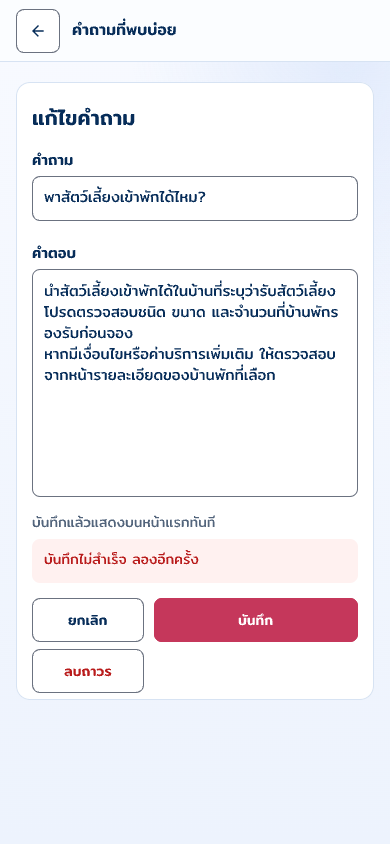 คำถามที่พบบ่อย
แก้ไขคำถาม
คำถาม
พาสัตว์เลี้ยงเข้าพักได้ไหม?
คำตอบ
นำสัตว์เลี้ยงเข้าพักได้ในบ้านที่ระบุว่ารับสัตว์เลี้ยง
โปรดตรวจสอบชนิด ขนาด และจำนวนที่บ้านพักร
องรับก่อนจอง
หากมีเงื่อนไขหรือค่าบริการเพิ่มเติม ให้ตรวจสอบ
จากหน้ารายละเอียดของบ้านพักที่เลือก
บันทึกแล้วแสดงบนหน้าแรกทันที
บันทึกไม่สำเร็จ ลองอีกครั้ง
ยกเลิก
บันทึก
ลบถาวร